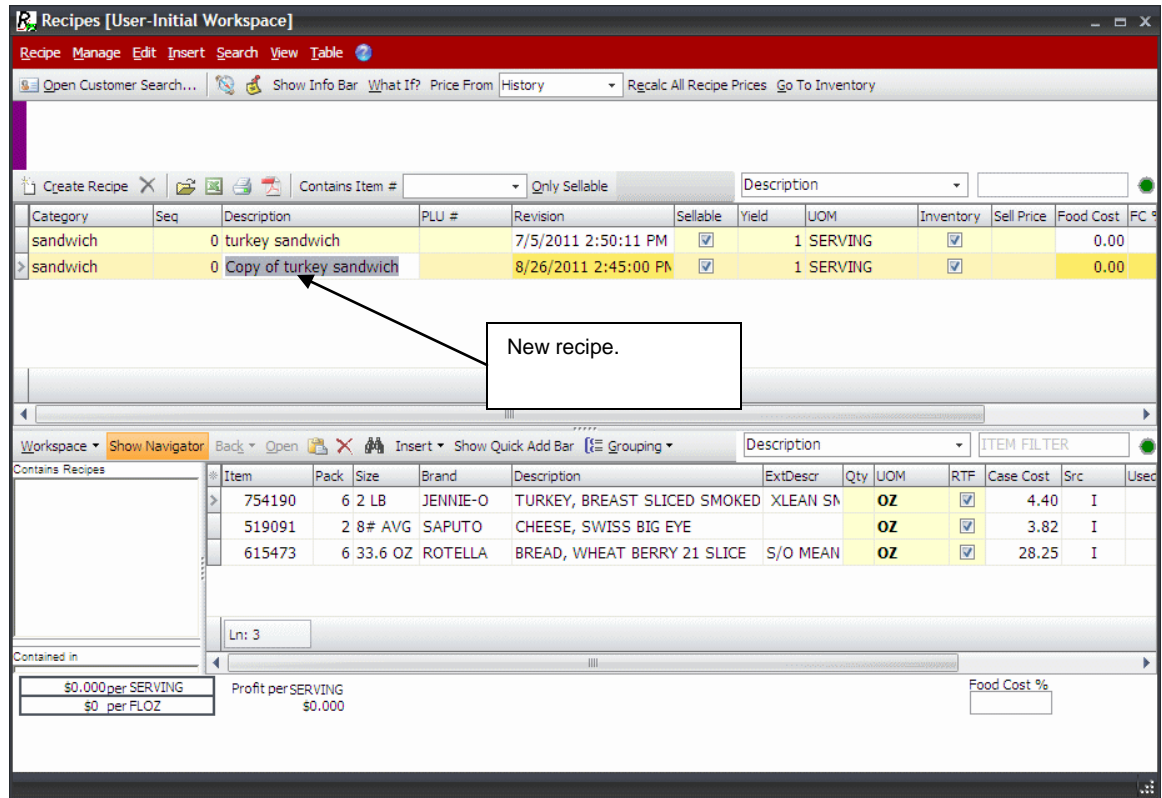 Recipes [User-Initial Workspace]
Recipe Manage Edit Insert Search View Table
Open Customer Search... Show Info Bar What If? Price From History Recalc All Recipe Prices Go To Inventory
Create Recipe Contains Item # Only Sellable Description
Category Seq Description PLU # Revision Sellable Yield UOM Inventory Sell Price Food Cost FC %
sandwich 0 turkey sandwich 7/5/2011 2:50:11 PM 1 SERVING 0.00
sandwich 0 Copy of turkey sandwich 8/26/2011 2:45:00 PM 1 SERVING 0.00
New recipe.
Workspace Show Navigator Back Open Insert Show Quick Add Bar Grouping Description ITEM FILTER
Contains Recipes
Item Pack Size Brand Description ExtDescr Qty UOM RTF Case Cost Src Used
754190 6 2 LB JENNIE-O TURKEY, BREAST SLICED SMOKED XLEAN SM OZ 4.40 I
519091 2 8# AVG SAPUTO CHEESE, SWISS BIG EYE OZ 3.82 I
615473 6 33.6 OZ ROTELLA BREAD, WHEAT BERRY 21 SLICE S/O MEAN OZ 28.25 I
Ln: 3
Contained in
$0.000 per SERVING Profit per SERVING Food Cost %
$0 per FLOZ $0.000